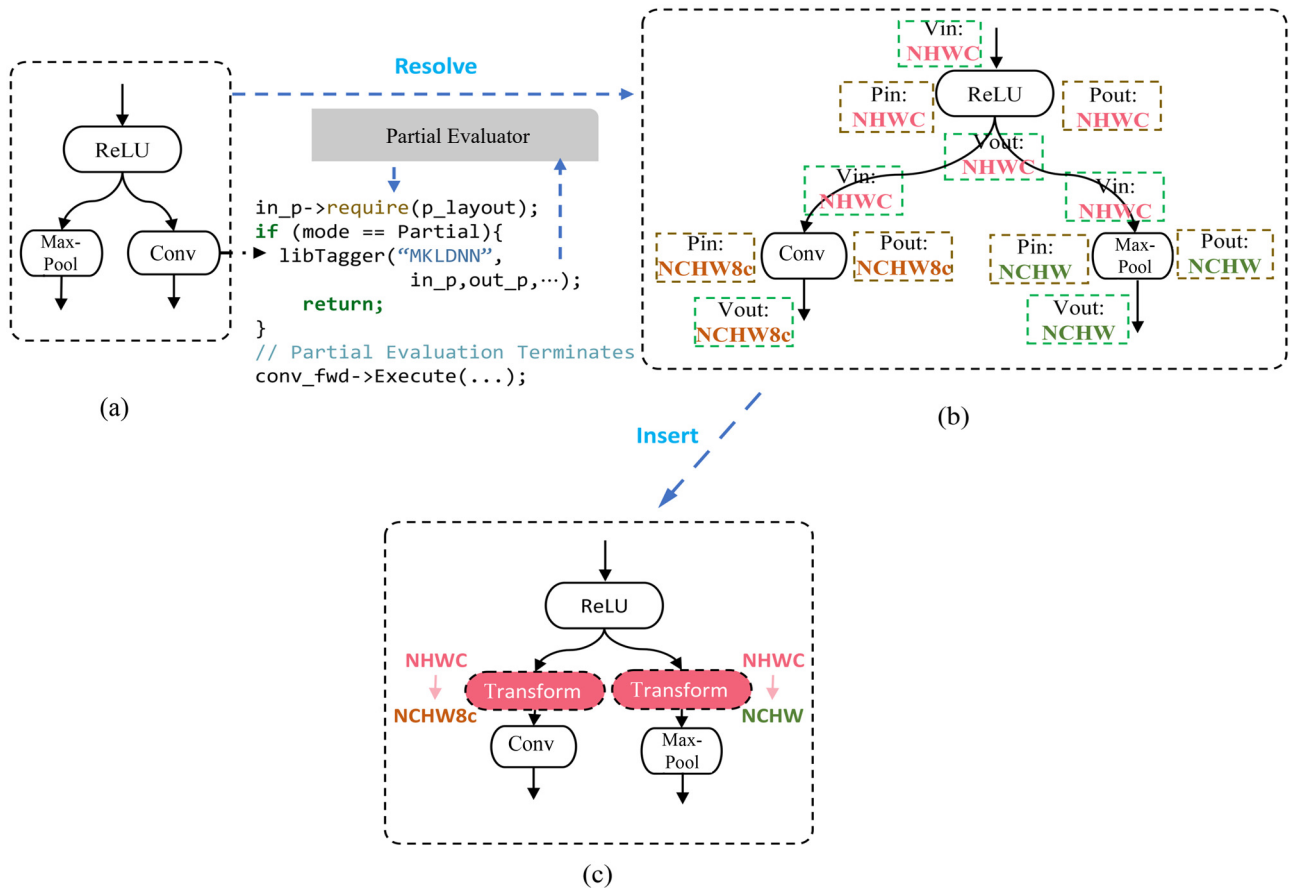 ReLU
Max-
Pool
Conv
(a)
Resolve
Partial Evaluator
in_p->require(p_layout);
if (mode == Partial){
libTagger(“MKLDNN”,
in_p,out_p,…);
return;
}
// Partial Evaluation Terminates
conv_fwd->Execute(...);
Vin:
NHWC
Pin:
NHWC
ReLU
Pout:
NHWC
Vout:
NHWC
Vin:
NHWC
Vin:
NHWC
Pin:
NCHW8c
Conv
Pout:
NCHW8c
Pin:
NCHW
Max-
Pool
Pout:
NCHW
Vout:
NCHW8c
Vout:
NCHW
(b)
Insert
ReLU
NHWC
NCHW8c
Transform
Transform
NHWC
NCHW
Conv
Max-
Pool
(c)